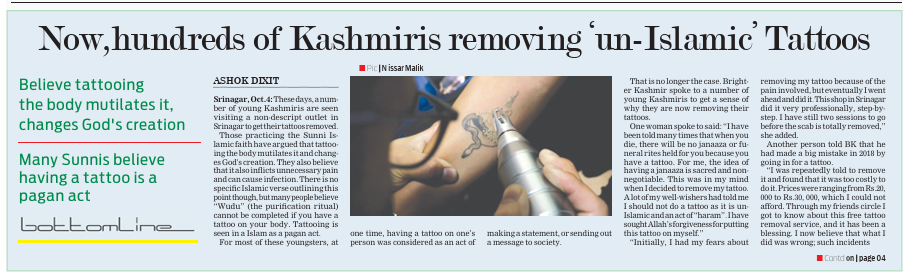 Now, hundreds of Kashmiris removing 'un-Islamic' Tattoos
Believe tattooing
the body mutilates it,
changes God's creation
Many Sunnis believe
having a tattoo is a
pagan act
bottomLine
ASHOK DIXIT
Srinagar, Oct.4: These days, a num-
ber of young Kashmiris are seen
visiting a non-descript outlet in
Srinagar to get their tattoos removed.
Those practicing the Sunni Is-
lamic faith have argued that tattoo-
ing the body mutilates it and chang-
es God's creation. They also believe
that it also inflicts unnecessary pain
and can cause infection. There is no
specific Islamic verse outlining this
point though, but many people believe
"Wudu" (the purification ritual)
cannot be completed if you have a
tattoo on your body. Tattooing is
seen in a Islam as a pagan act.
For most of these youngsters, at
Pic | Nissar Malik
one time, having a tattoo on one's
person was considered as an act of
making a statement, or sending out
a message to society.
That is no longer the case. Bright-
er Kashmir spoke to a number of
young Kashmiris to get a sense of
why they are now removing their
tattoos.
One woman spoke to said: "I have
been told many times that when you
die, there will be no janaaza or fu-
neral rites held for you because you
have a tattoo. For me, the idea of
having a janaaza is sacred and non-
negotiable. This was in my mind
when I decided to remove my tattoo.
A lot of my well-wishers had told me
I should not do a tattoo as it is un-
Islamic and an act of "haram". I have
sought Allah's forgiveness for putting
this tattoo on myself."
"Initially, I had my fears about
removing my tattoo because of the
pain involved, but eventually I went
ahead and did it. This shop in Srinagar
did it very professionally, step-by-
step. I have still two sessions to go
before the scab is totally removed,"
she added.
Another person told BK that he
had made a big mistake in 2018 by
going in for a tattoo.
"I was repeatedly told to remove
it and found that it was too costly to
do it. Prices were ranging from Rs.20,
000 to Rs.30, 000, which I could not
afford. Through my friends circle I
got to know about this free tattoo
removal service, and it has been a
blessing. I now believe that what I
did was wrong; such incidents
Contd on | page 04